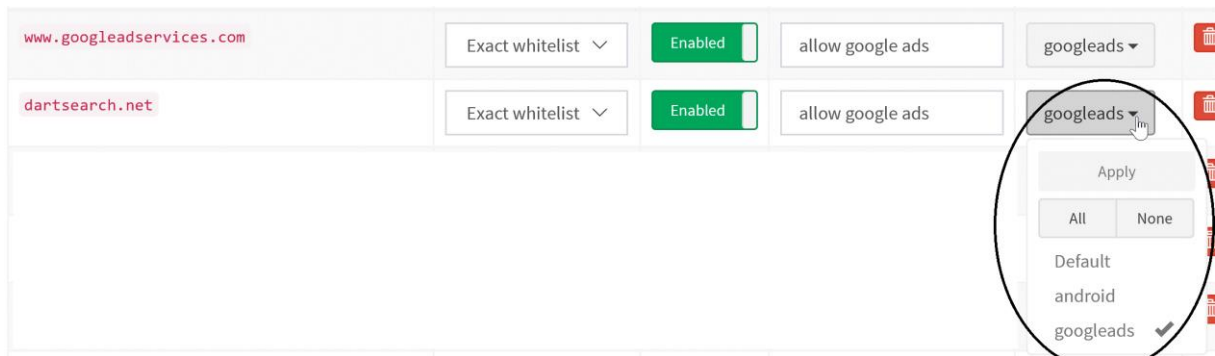 www.googleadservices.com
Exact whitelist
Enabled
allow google ads
googleads
dartsearch.net
Exact whitelist
Enabled
allow google ads
googleads
Apply
All
None
Default
android
googleads